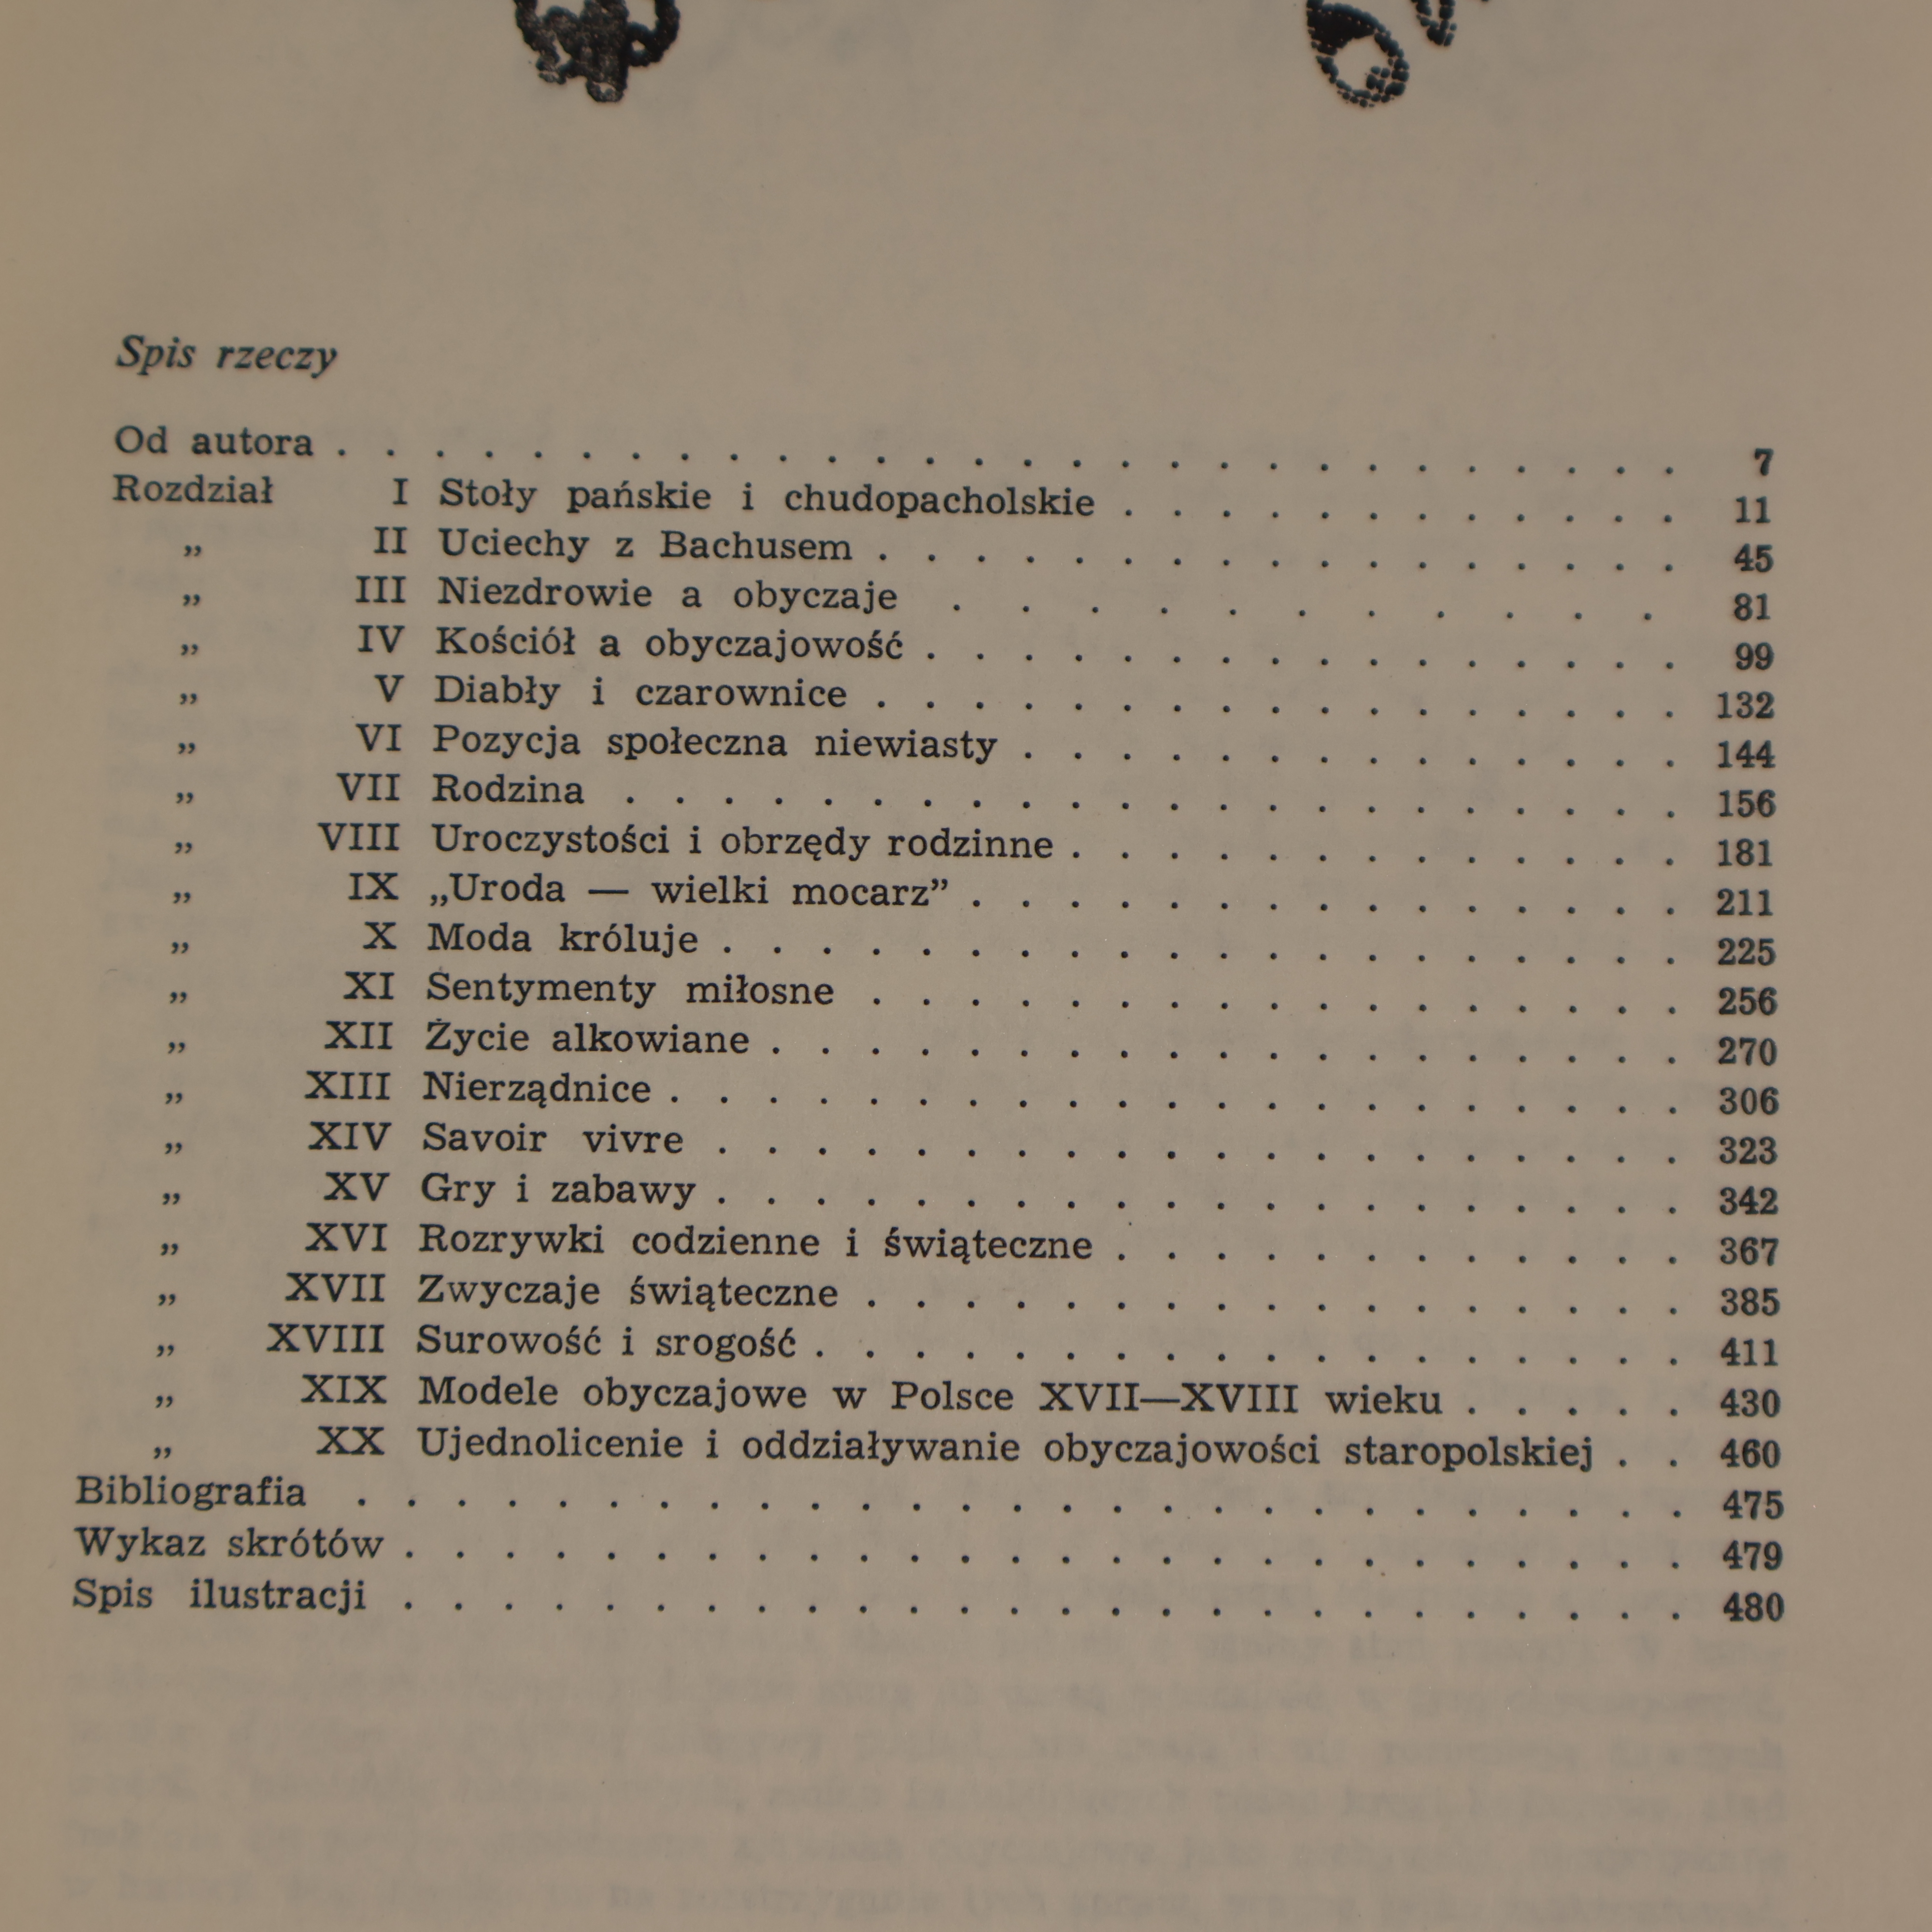 Spis rzeczy
Od autora . . . . . . . . . . . . . . . . . . . . . . . . . . . . 7
Rozdział I Stoły pańskie i chudopacholskie . . . . . . . . . . . . 11
„ II Uciechy z Bachusem . . . . . . . . . . . . . . . . . 45
„ III Niezdrowie a obyczaje . . . . . . . . . . . 81
„ IV Kościół a obyczajowość . . . . . . . . . . . . . . . . 99
„ V Diabły i czarownice . . . . . . . . . . . . . . . . . 132
„ VI Pozycja społeczna niewiasty . . . . . . . . . . . . . . 144
„ VII Rodzina . . . . . . . . . . . . . . . . . . . . . . 156
„ VIII Uroczystości i obrzędy rodzinne . . . . . . . . . . . . . 181
„ IX „Uroda — wielki mocarz” . . . . . . . . . . . . . . . 211
„ X Moda króluje . . . . . . . . . . . . . . . . . . . . 225
„ XI Sentymenty miłosne . . . . . . . . . . . . . . . . . 256
„ XII Życie alkowiane . . . . . . . . . . . . . . . . . . . 270
„ XIII Nierządnice . . . . . . . . . . . . . . . . . . . . . 306
„ XIV Savoir vivre . . . . . . . . . . . . . . . . . . . . 323
„ XV Gry i zabawy . . . . . . . . . . . . . . . . . . . . 342
„ XVI Rozrywki codzienne i świąteczne . . . . . . . . . . . . 367
„ XVII Zwyczaje świąteczne . . . . . . . . . . . . . . . . . 385
„ XVIII Surowość i srogość . . . . . . . . . . . . . . . . . . 411
„ XIX Modele obyczajowe w Polsce XVII—XVIII wieku . . . . . 430
„ XX Ujednolicenie i oddziaływanie obyczajowości staropolskiej . . 460
Bibliografia . . . . . . . . . . . . . . . . . . . . . . . . . . . 475
Wykaz skrótów . . . . . . . . . . . . . . . . . . . . . . . . . . 479
Spis ilustracji . . . . . . . . . . . . . . . . . . . . . . . . . . 480